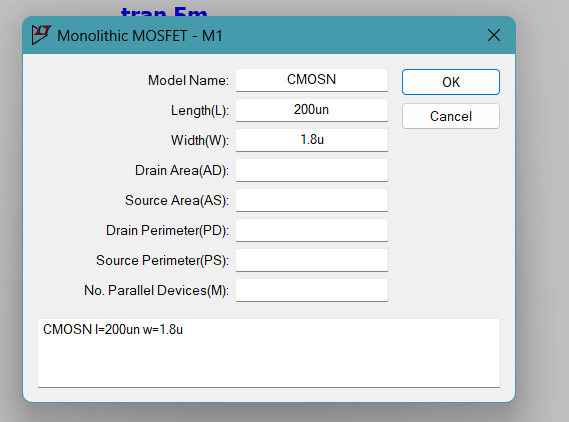 .tran 5m
Monolithic MOSFET - M1
Model Name: CMOSN
OK
Length(L): 200un
Cancel
Width(W): 1.8u
Drain Area(AD):
Source Area(AS):
Drain Perimeter(PD):
Source Perimeter(PS):
No. Parallel Devices(M):
CMOSN l=200un w=1.8u